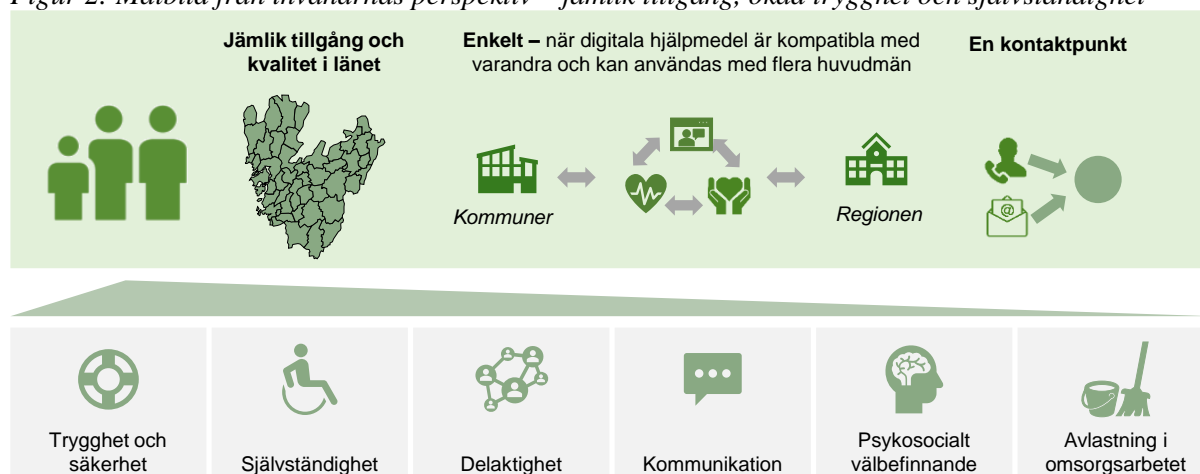 Figur 2. Målbild från invånarnas perspektiv – jämlik tillgång, ökad trygghet och självständighet
Jämlik tillgång och
kvalitet i länet
Enkelt – när digitala hjälpmedel är kompatibla med
varandra och kan användas med flera huvudmän
En kontaktpunkt
Kommuner
Regionen
@
Trygghet och
säkerhet
Självständighet
Delaktighet
Kommunikation
Psykosocialt
välbefinnande
Avlastning i
omsorgsarbetet